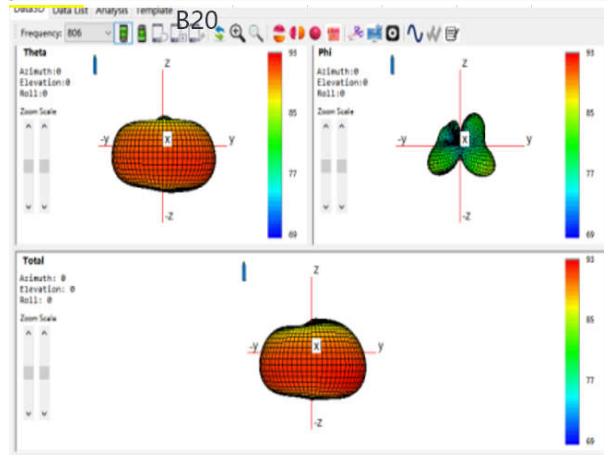 Data3D Data List Analysis Template
B20
Frequency: 806
Theta
Azimuth:0
Elevation:0
Roll:0
Zoom Scale
Z
-y
X
y
-Z
93
85
77
69
Phi
Azimuth:0
Elevation:0
Roll:0
Zoom Scale
Z
-y
X
y
-Z
93
85
77
69
Total
Azimuth: 0
Elevation: 0
Roll: 0
Zoom Scale
Z
-y
X
y
-Z
93
85
77
69